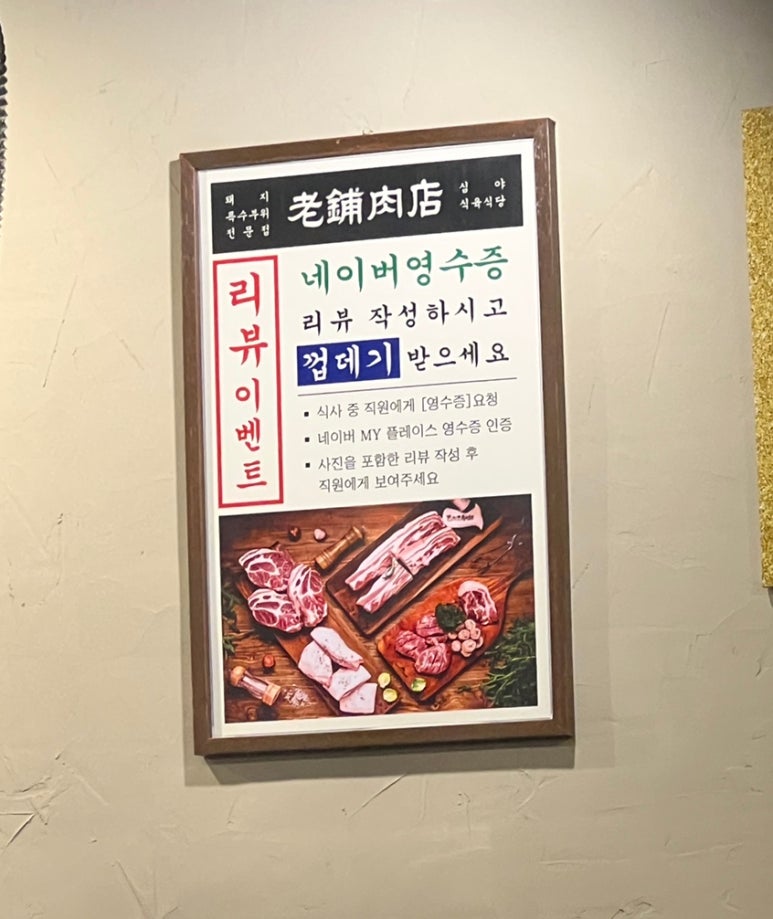 돼지
특수부위
전문점
老鋪肉店
심야
식육식당
리뷰이벤트
네이버영수증
리뷰 작성하시고
껍데기 받으세요
▪ 식사 중 직원에게 [영수증]요청
▪ 네이버 MY 플레이스 영수증 인증
▪ 사진을 포함한 리뷰 작성 후
직원에게 보여주세요